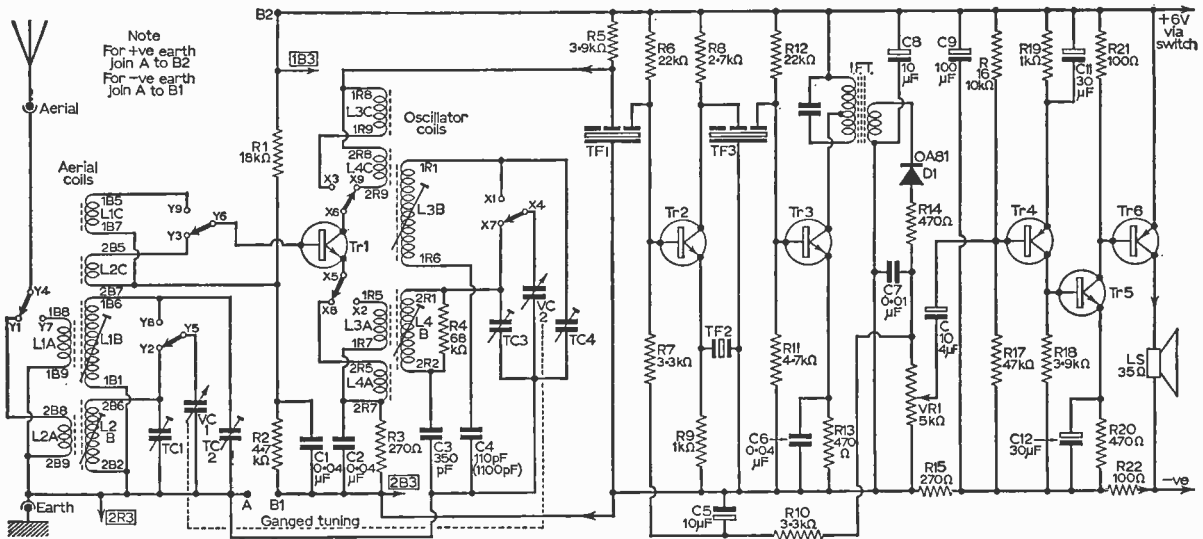 Note
For +ve earth
join A to B2
For -ve earth
join A to B1
Aerial
Aerial
coils
Oscillator
coils
B2
1B3
R1
18kΩ
1R8
L3C
1R9
2R8
L4C
2R9
X3
X9
X6
Tr1
X5
X8
1B5
L1C
1B7
2B5
L2C
2B7
Y9
Y6
Y3
Y4
Y1
Y7
1B8
L1A
1B9
1B6
L1B
1B1
Y8
Y5
Y2
2B8
L2A
2B9
2B6
L2
B
2B2
TC1
VC
1
TC
2
R2
4·7
kΩ
C1
0·04
µF
C2
0·04
µF
R3
270Ω
1R5
X2
L3A
1R7
2R5
L4A
2R7
1R1
L3B
1R6
2R1
L4
B
2R2
R4
68
kΩ
X1
X4
X7
TC3
VC
2
TC4
C3
350
pF
C4
110pF
(1100pF)
Earth
2R3
A
B1
2B3
Ganged tuning
R5
3·9kΩ
R6
22kΩ
R8
2·7kΩ
R12
22kΩ
TF1
TF3
Tr2
Tr3
TF2
R7
3·3kΩ
R9
1kΩ
R11
4·7kΩ
C6
0·04
µF
R13
470
Ω
C5
10µF
R10
3·3kΩ
I.F.T.
C8
10
µF
C9
100
µF
OA81
D1
R14
470Ω
C7
0·01
µF
C
10
4µF
VR1
5kΩ
R15
270Ω
R
16
10kΩ
R19
1kΩ
C11
30
µF
R21
100Ω
+6V
via
switch
Tr4
Tr5
Tr6
R17
47kΩ
R18
3·9kΩ
C12
30µF
R20
470Ω
R22
100Ω
LS
35Ω
-ve